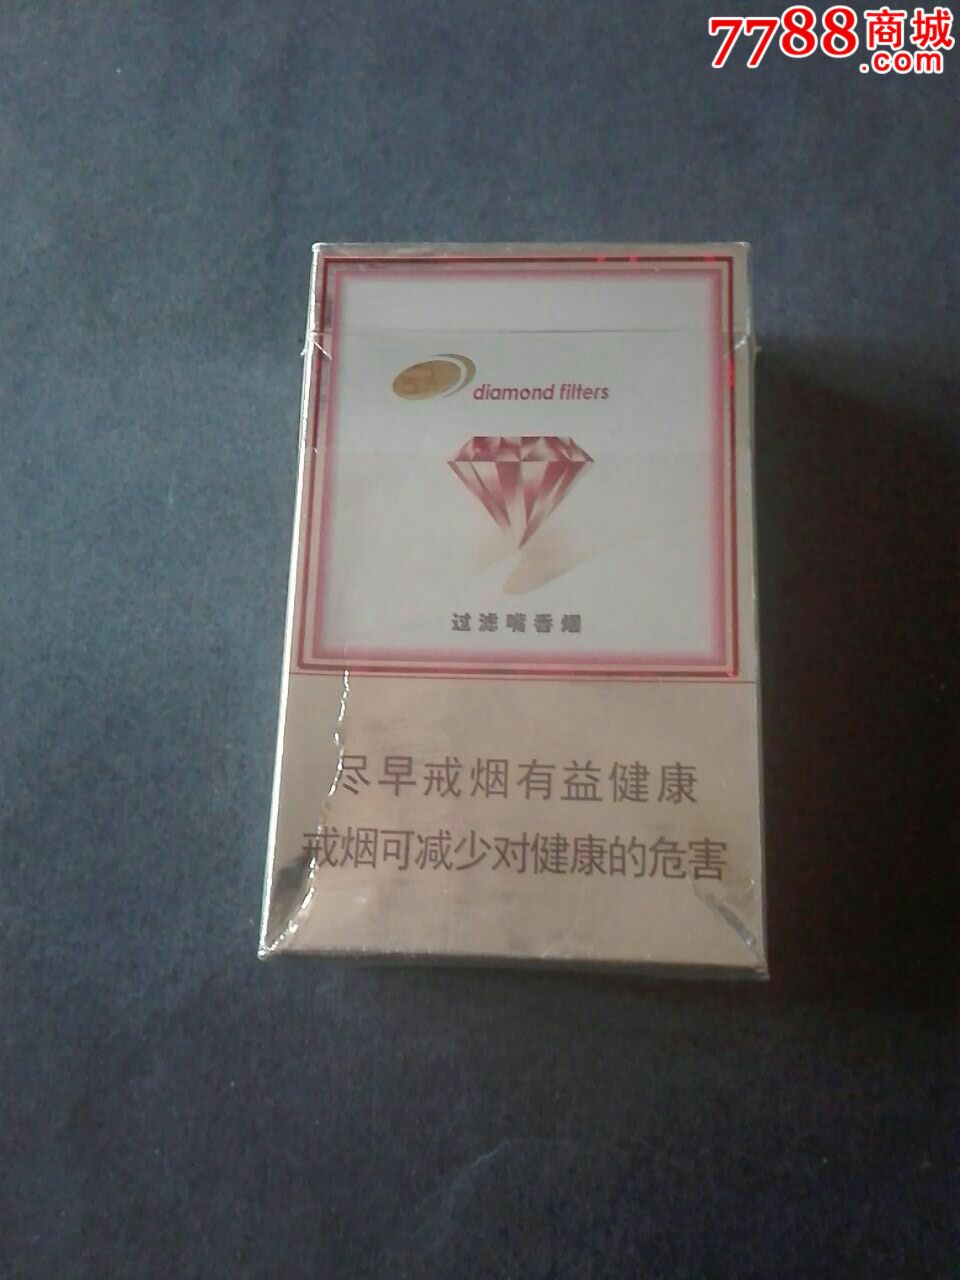 7788商城
.com
diamond filters
过滤嘴香烟
尽早戒烟有益健康
戒烟可减少对健康的危害